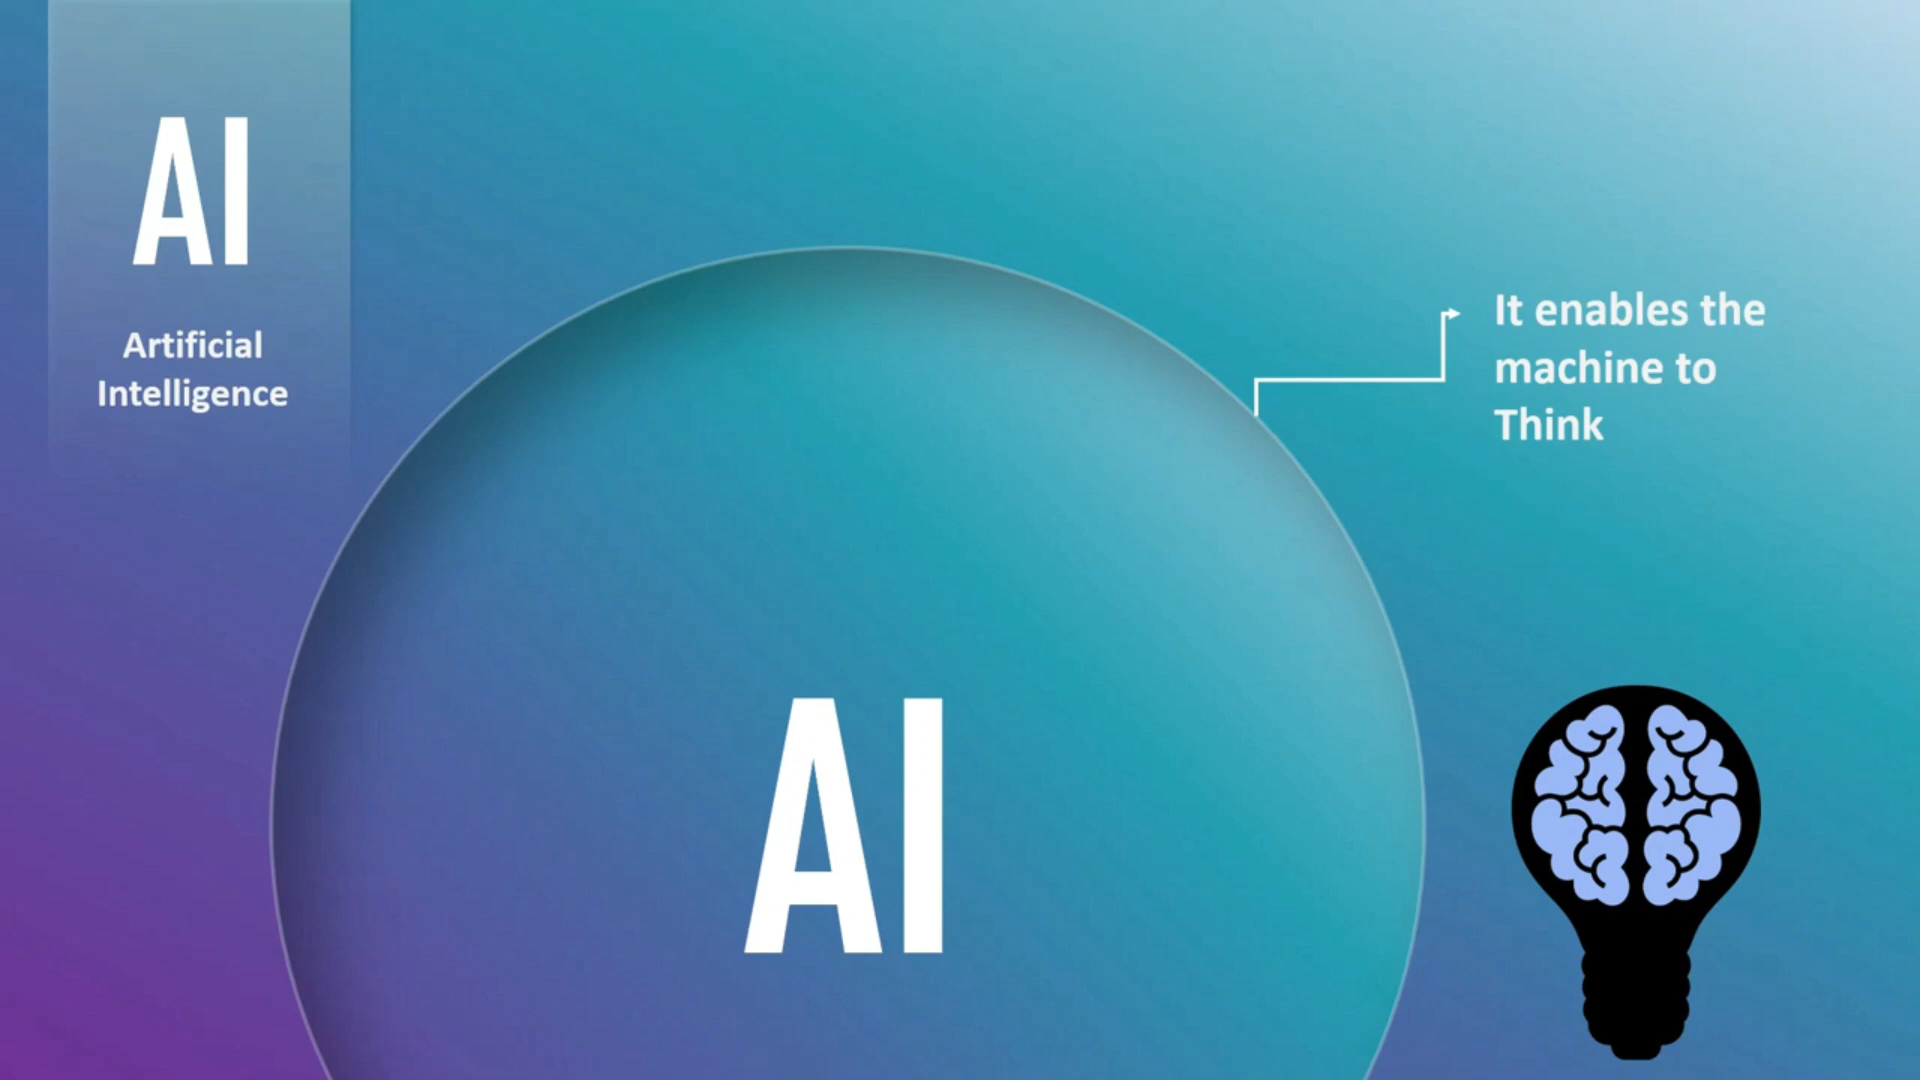 AI
Artificial
Intelligence
It enables the
machine to
Think
AI